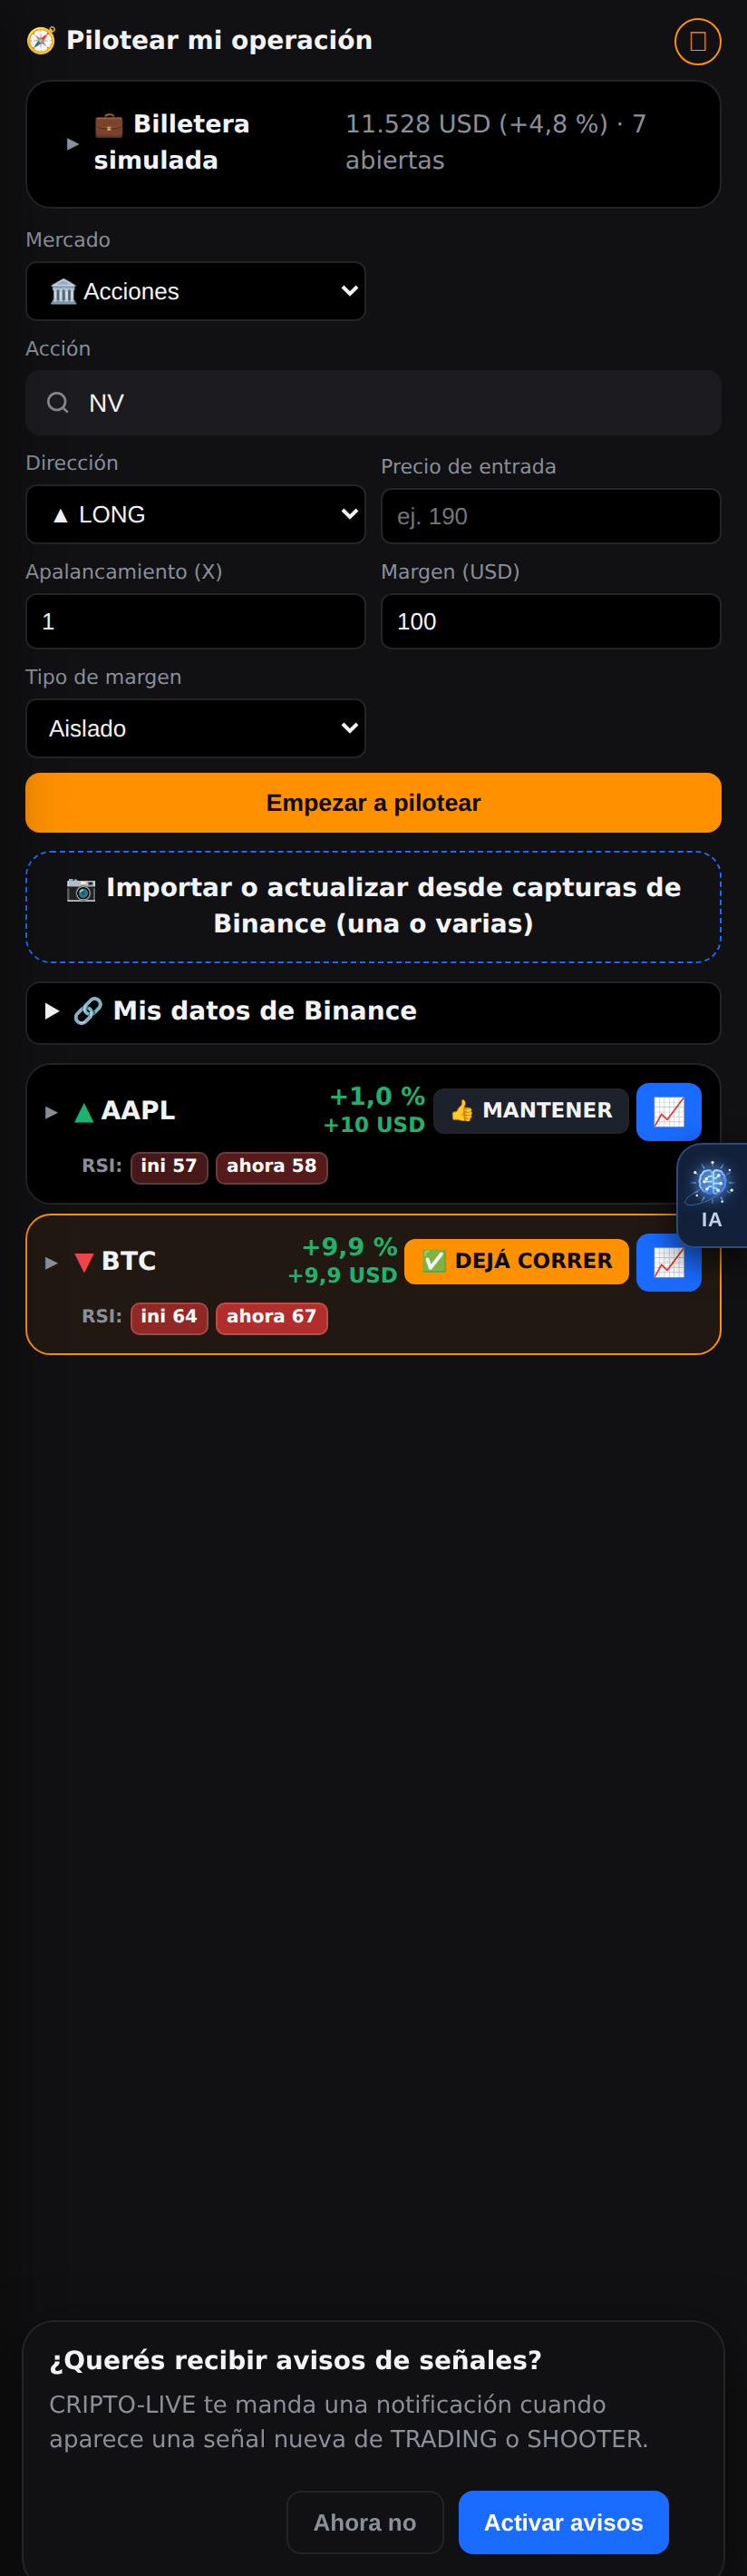 Pilotear mi operación
Billetera simulada
11.528 USD (+4,8 %) · 7 abiertas
Mercado
Acciones
Acción
NV
Dirección
Precio de entrada
▲ LONG
ej. 190
Apalancamiento (X)
Margen (USD)
1
100
Tipo de margen
Aislado
Empezar a pilotear
Importar o actualizar desde capturas de
Binance (una o varias)
Mis datos de Binance
AAPL
+1,0 %
+10 USD
MANTENER
RSI: ini 57 ahora 58
IA
BTC
+9,9 %
+9,9 USD
DEJÁ CORRER
RSI: ini 64 ahora 67
¿Querés recibir avisos de señales?
CRIPTO-LIVE te manda una notificación cuando
aparece una señal nueva de TRADING o SHOOTER.
Ahora no
Activar avisos